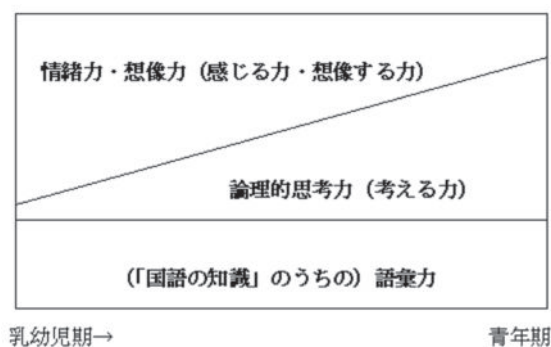 情緒力・想像力（感じる力・想像する力）
論理的思考力（考える力）
（「国語の知識」のうちの）語彙力
乳幼児期→
青年期